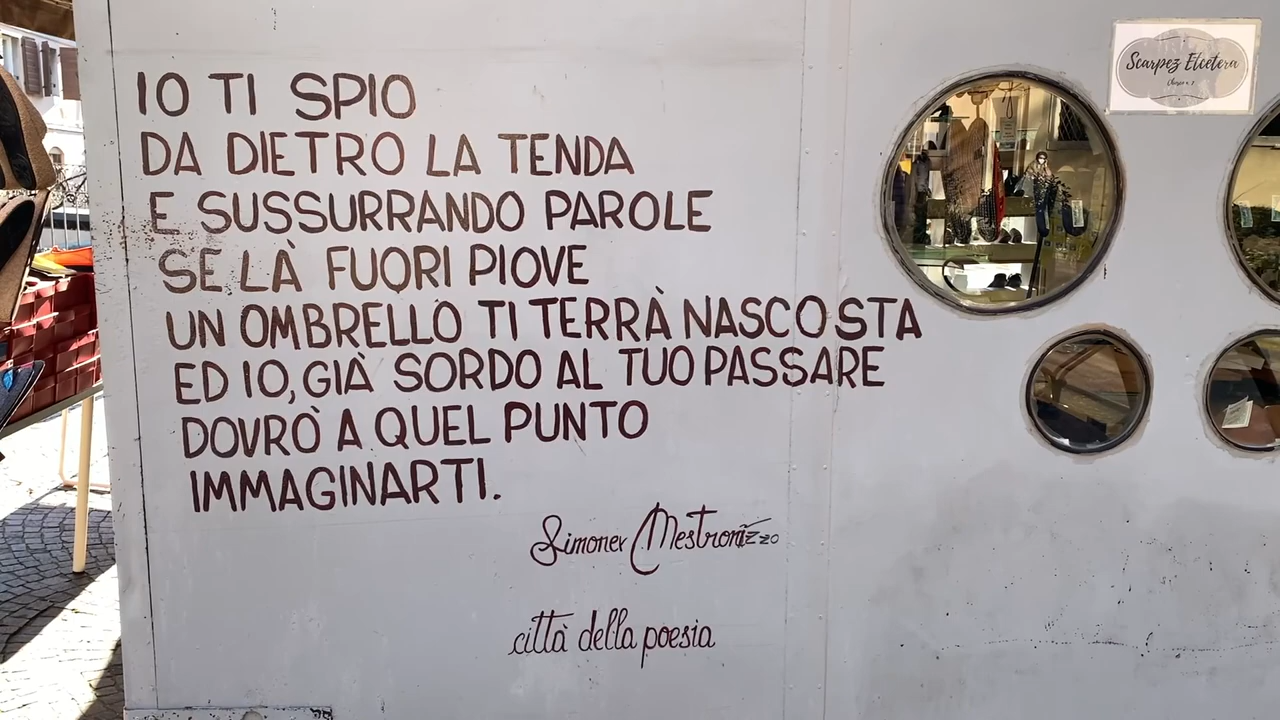 IO TI SPIO
DA DIETRO LA TENDA
E SUSSURRANDO PAROLE
SE LÀ FUORI PIOVE
UN OMBRELLO TI TERRÀ NASCOSTA
ED IO, GIÀ SORDO AL TUO PASSARE
DOVRÒ A QUEL PUNTO
IMMAGINARTI.
Simone Mestronizzo
città della poesia
Scarpez Etcetera